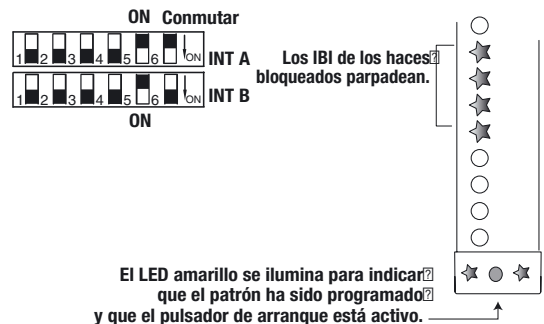 ON Conmutar
1 2 3 4 5 6 ON INT A
1 2 3 4 5 6 ON INT B
ON
Los IBI de los haces
bloqueados parpadean.
El LED amarillo se ilumina para indicar
que el patrón ha sido programado
y que el pulsador de arranque está activo.